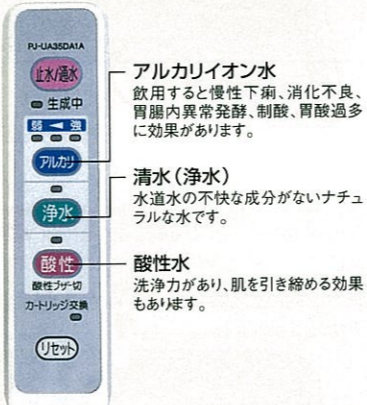 PJ-UA35DA1A
止水/通水
生成中
弱 ◀ 強
アルカリ
浄水
酸性
酸性ブザー切
カートリッジ交換
リセット
アルカリイオン水
飲用すると慢性下痢、消化不良、
胃腸内異常発酵、制酸、胃酸過多
に効果があります。
清水(浄水)
水道水の不快な成分がないナチュ
ラルな水です。
酸性水
洗浄力があり、肌を引き締める効果
もあります。